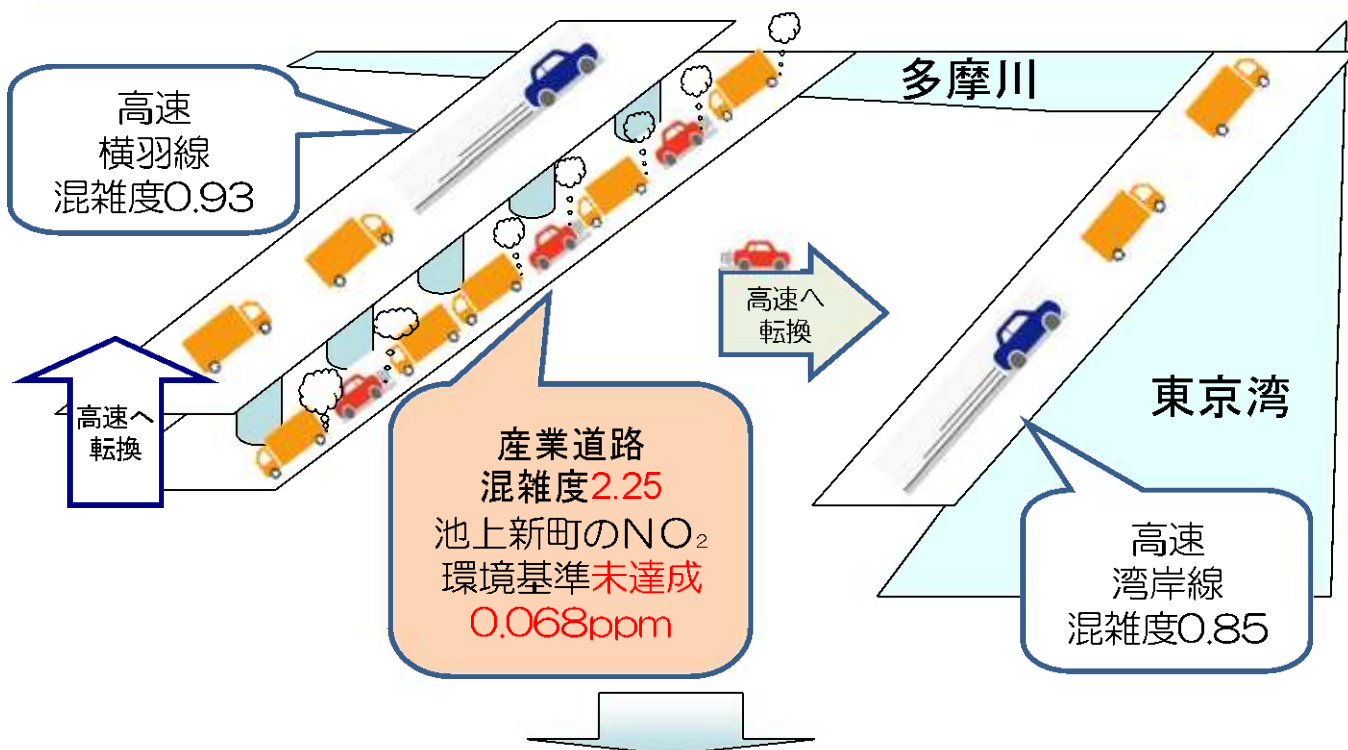 多摩川
高速
横羽線
混雑度0.93
高速へ
転換
高速へ
転換
東京湾
産業道路
混雑度2.25
池上新町のNO₂
環境基準未達成
0.068ppm
高速
湾岸線
混雑度0.85